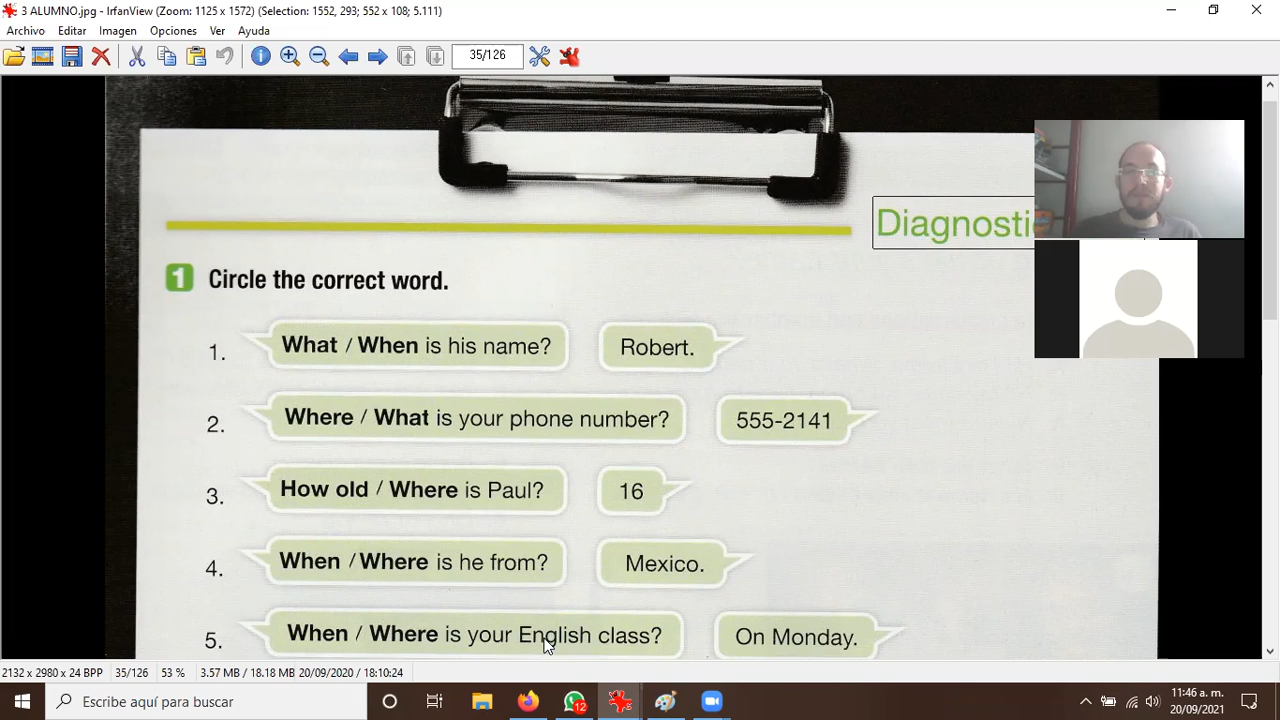 3 ALUMNO.jpg - IrfanView (Zoom: 1125 x 1572) (Selection: 1552, 293; 552 x 108; 5.111)
Archivo Editar Imagen Opciones Ver Ayuda
35/126
Diagnosti
1 Circle the correct word.
1. What / When is his name? Robert.
2. Where / What is your phone number? 555-2141
3. How old / Where is Paul? 16
4. When / Where is he from? Mexico.
5. When / Where is your English class? On Monday.
2132 x 2980 x 24 BPP 35/126 53 % 3.57 MB / 18.18 MB 20/09/2020 / 18:10:24
Escribe aquí para buscar
12
11:46 a. m.
20/09/2021